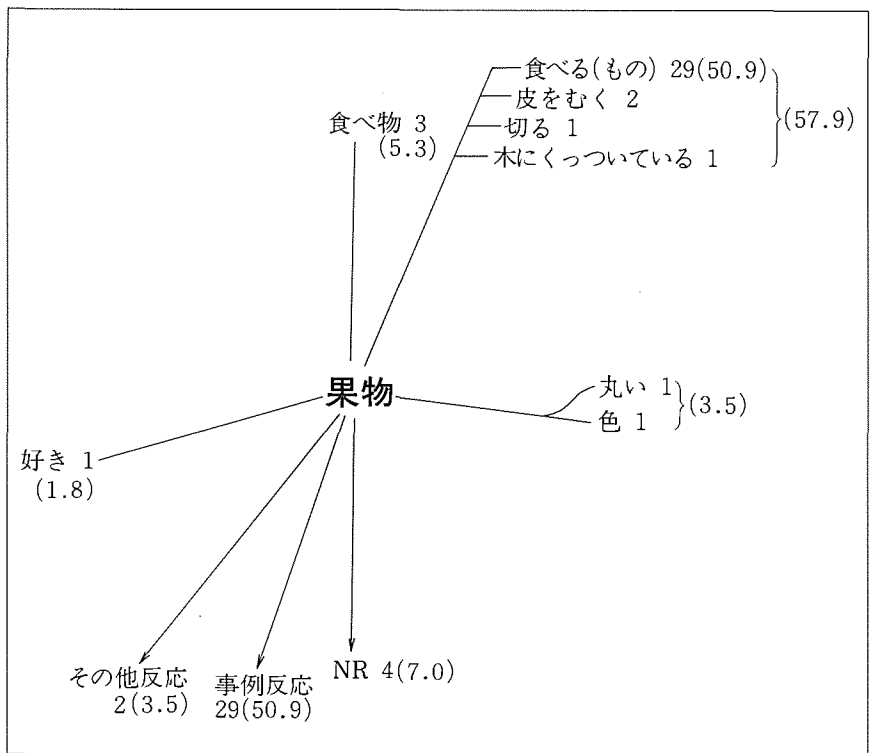 食べる(もの) 29(50.9)
皮をむく 2
切る 1
木にくっついている 1
(57.9)
食べ物 3
(5.3)
果物
丸い 1
色 1
(3.5)
好き 1
(1.8)
その他反応
2(3.5)
事例反応
29(50.9)
NR 4(7.0)